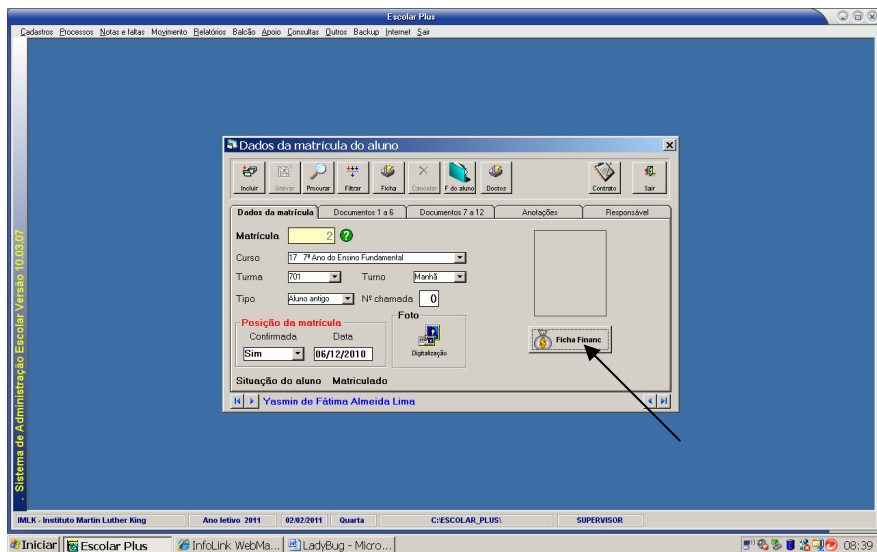 Escolar Plus
Cadastros Processos Notas e faltas Movimento Relatórios Balcão Apoio Consultas Outros Backup Internet Sair
Dados da matrícula do aluno
Incluir Gravar Procurar Filtrar Ficha Cancelar F do aluno Doctos Contrato Sair
Dados da matrícula Documentos 1 a 6 Documentos 7 a 12 Anotações Responsável
Matrícula 2 ?
Curso 17 7º Ano do Ensino Fundamental
Turma 701 Turno Manhã
Tipo Aluno antigo Nº chamada 0
Posição da matrícula Foto
Confirmada Data
Sim 06/12/2010 Digitalização
Ficha Financ
Situação do aluno Matriculado
Yasmin de Fátima Almeida Lima
. Sistema de Administração Escolar Versão 10.03.07
IMLK - Instituto Martin Luther King Ano letivo 2011 02/02/2011 Quarta C:\ESCOLAR_PLUS\ SUPERVISOR
Iniciar Escolar Plus InfoLink WebMa... LadyBug - Micro... 08:39